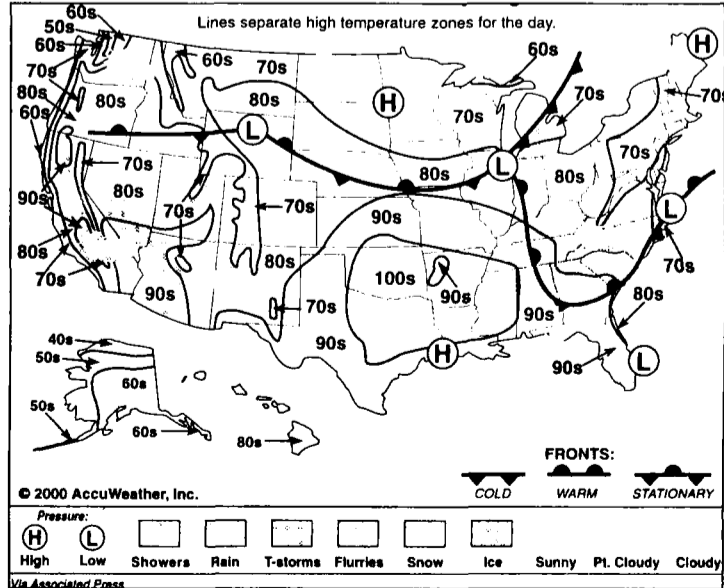 Lines separate high temperature zones for the day.
60s
50s
60s
70s
80s
60s
60s
70s
80s
60s
H
H
70s
70s
70s
80s
80s
L
L
70s
80s
70s
80s
80s
70s
90s
70s
70s
90s
L
80s
70s
80s
70s
100s
90s
90s
70s
90s
90s
80s
H
90s
L
40s
50s
60s
50s
60s
80s
FRONTS:
COLD WARM STATIONARY
© 2000 AccuWeather, Inc.
Pressure:
H L
High Low Showers Rain T-storms Flurries Snow Ice Sunny Pt. Cloudy Cloudy
Via Associated Press